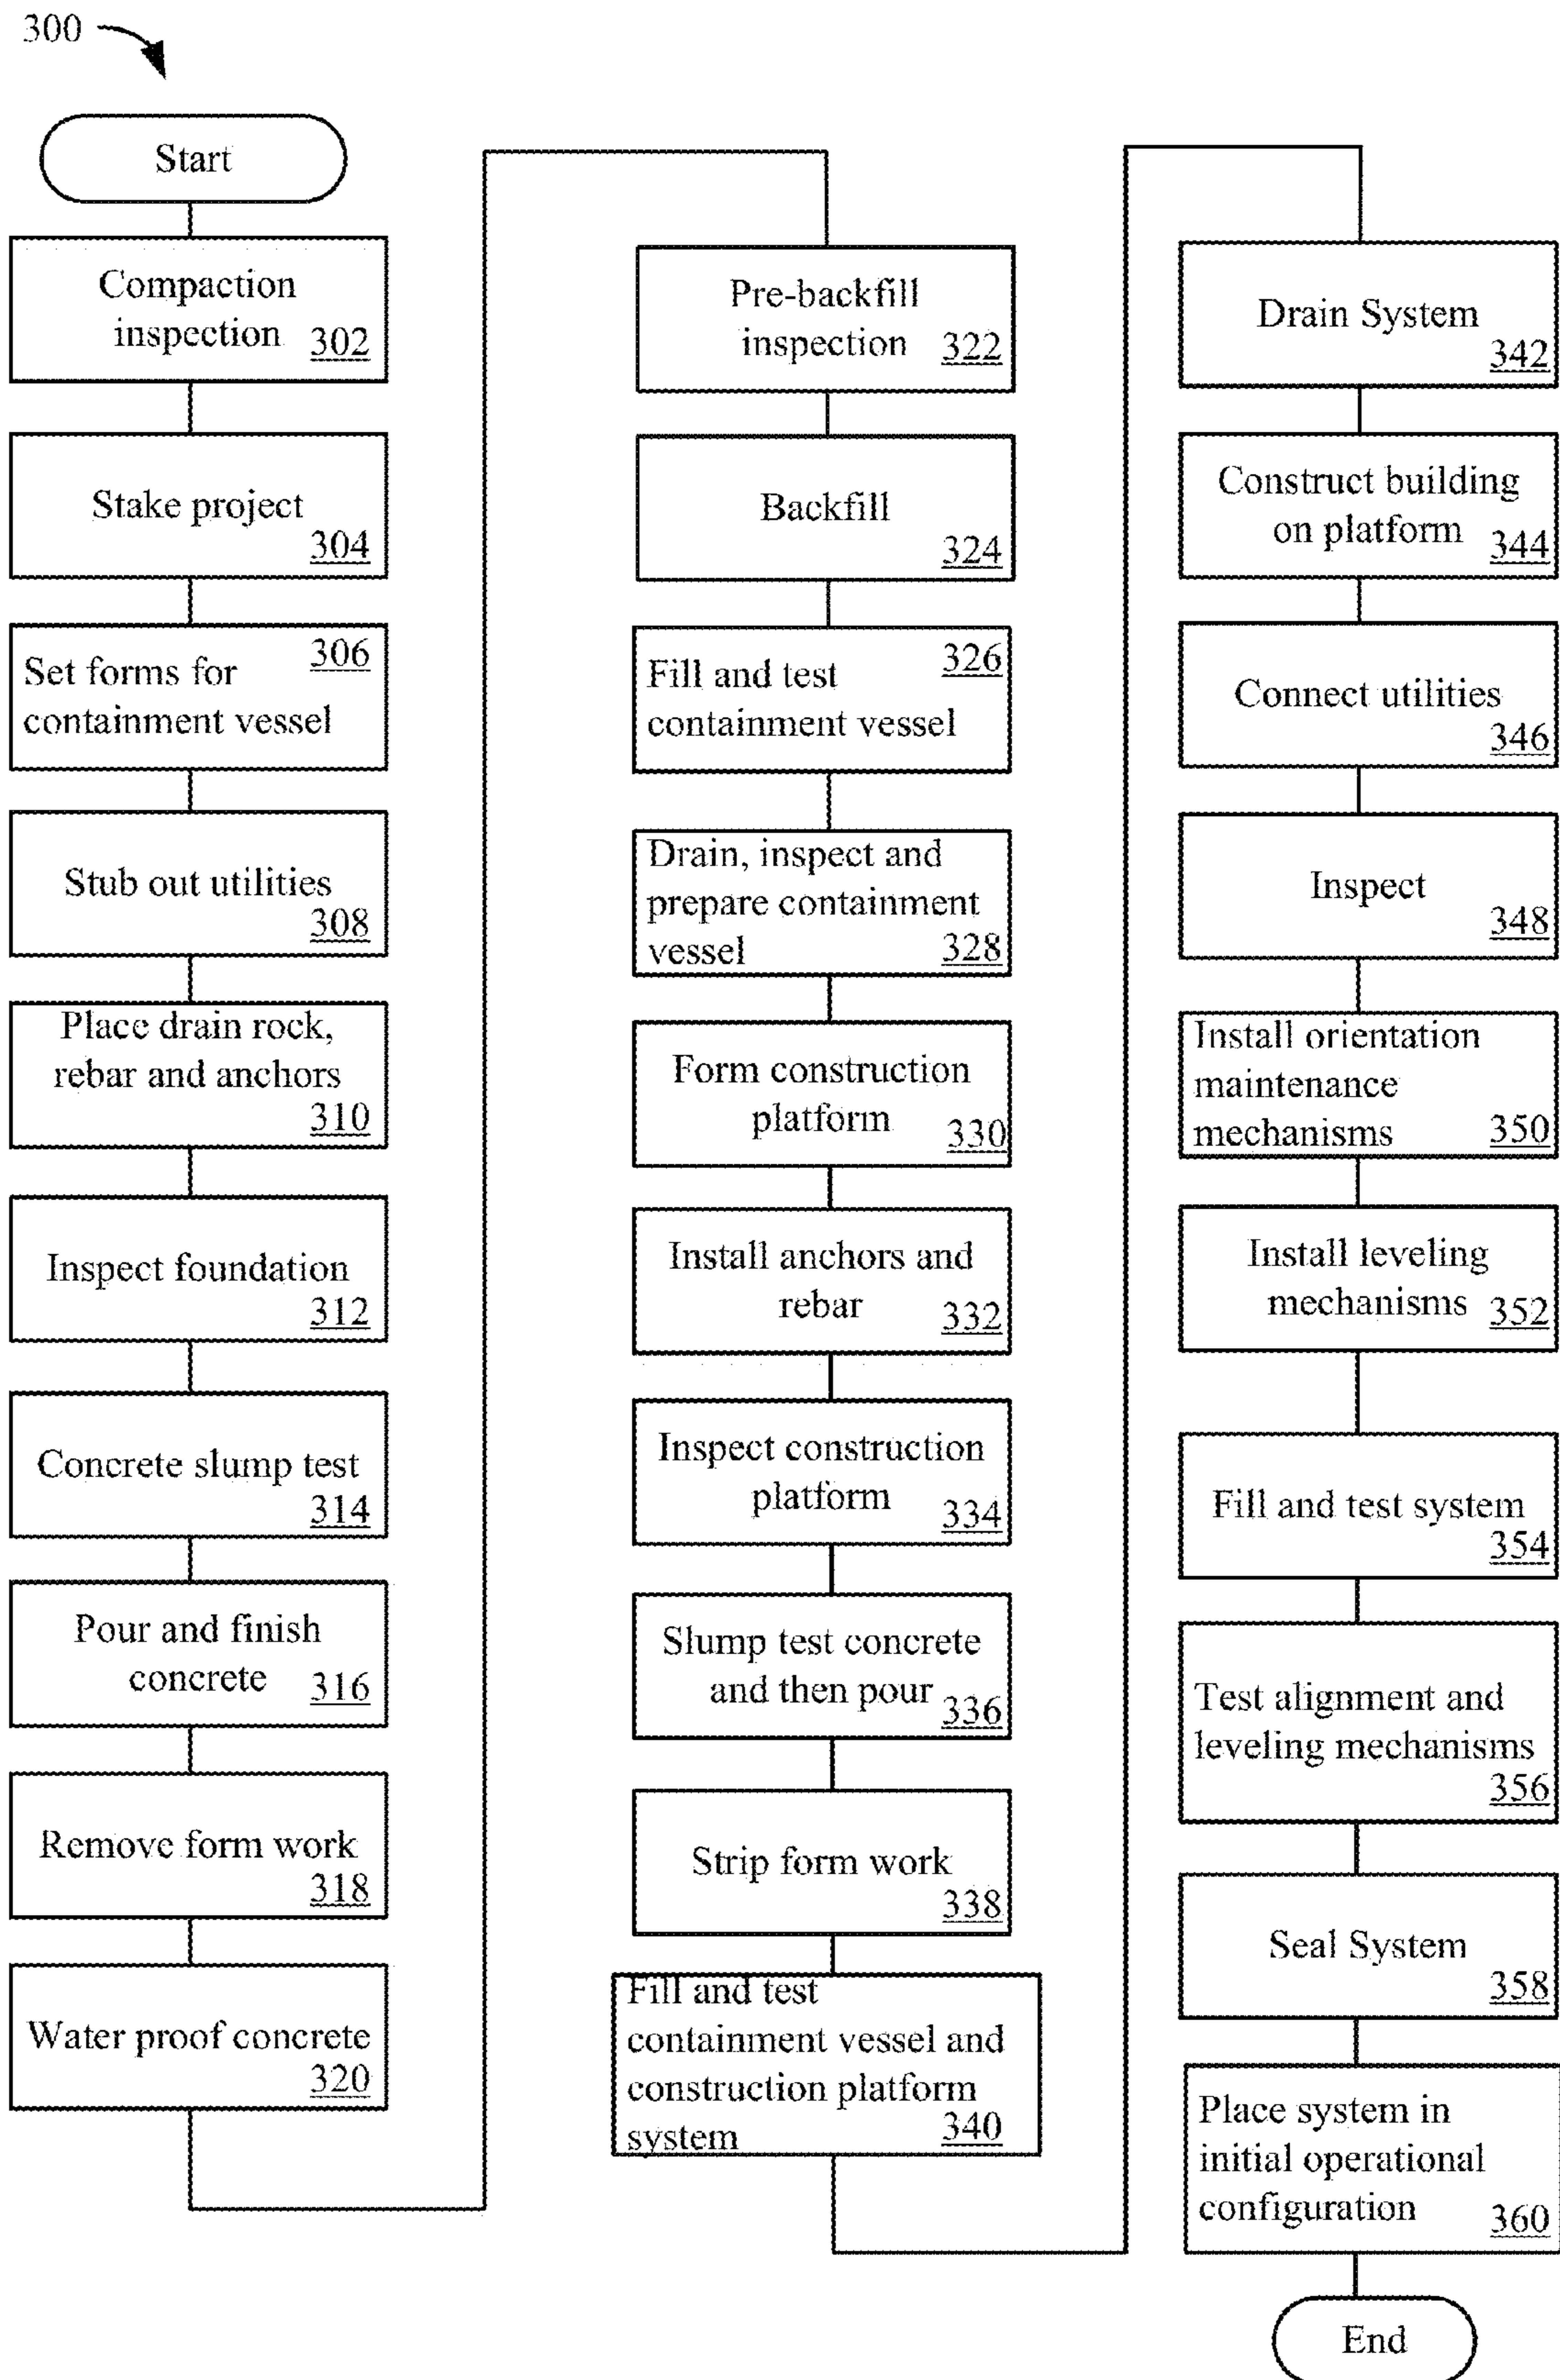 300
Start
Compaction
inspection 302
Stake project
304
306
Set forms for
containment vessel
Stub out utilities
308
Place drain rock,
rebar and anchors
310
Inspect foundation
312
Concrete slump test
314
Pour and finish
concrete 316
Remove form work
318
Water proof concrete
320
Pre-backfill
inspection 322
Backfill
324
326
Fill and test
containment vessel
Drain, inspect and
prepare containment
vessel 328
Form construction
platform 330
Install anchors and
rebar 332
Inspect construction
platform 334
Slump test concrete
and then pour 336
Strip form work
338
Fill and test
containment vessel and
construction platform
system 340
Drain System
342
Construct building
on platform 344
Connect utilities
346
Inspect
348
Install orientation
maintenance
mechanisms 350
Install leveling
mechanisms 352
Fill and test system
354
Test alignment and
leveling mechanisms
356
Seal System
358
Place system in
initial operational
configuration 360
End